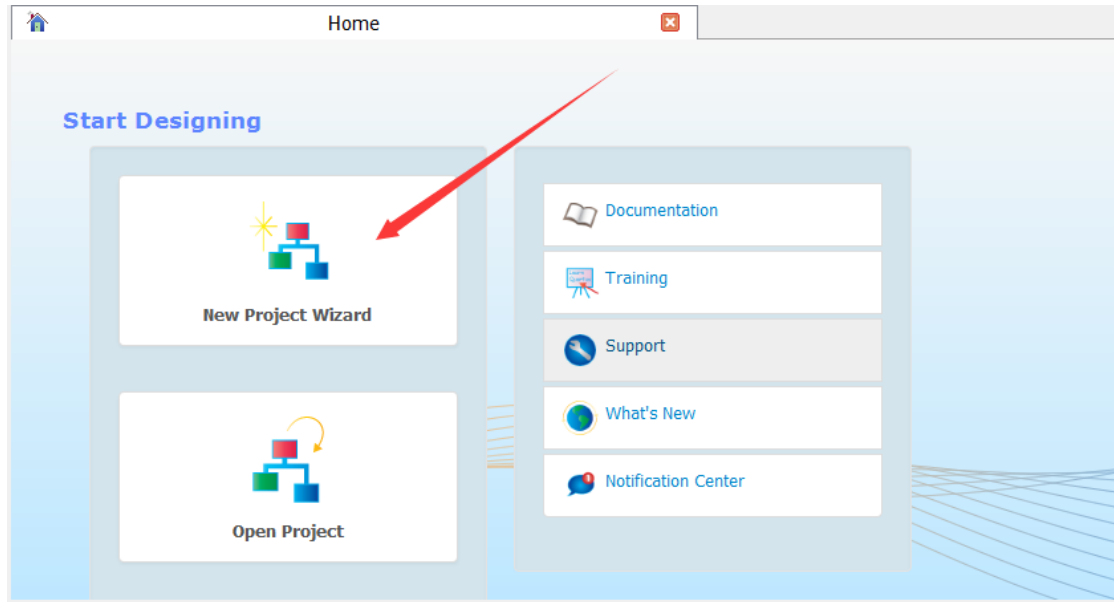 Home
Start Designing
New Project Wizard
Open Project
Documentation
Training
Support
What's New
Notification Center